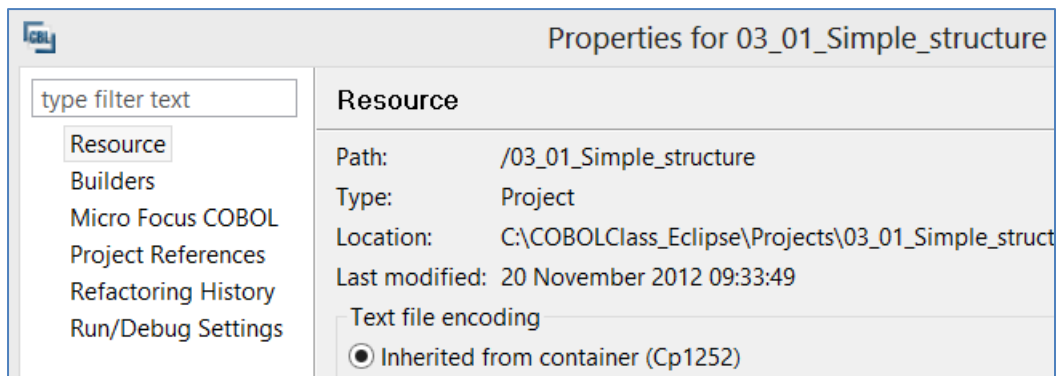 CBL
Properties for 03_01_Simple_structure
type filter text
Resource
Builders
Micro Focus COBOL
Project References
Refactoring History
Run/Debug Settings
Resource
Path: /03_01_Simple_structure
Type: Project
Location: C:\COBOLClass_Eclipse\Projects\03_01_Simple_struct
Last modified: 20 November 2012 09:33:49
Text file encoding
Inherited from container (Cp1252)